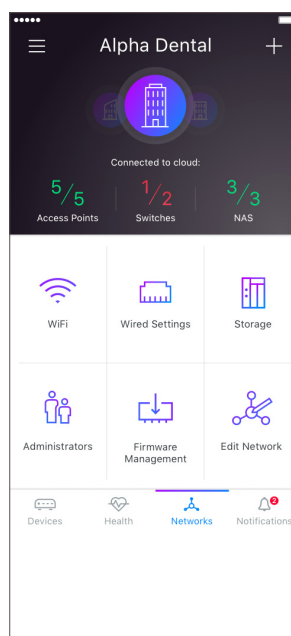 Alpha Dental
Connected to cloud:
5/5
1/2
3/3
Access Points
Switches
NAS
WiFi
Wired Settings
Storage
Administrators
Firmware
Management
Edit Network
2
Devices
Health
Networks
Notifications